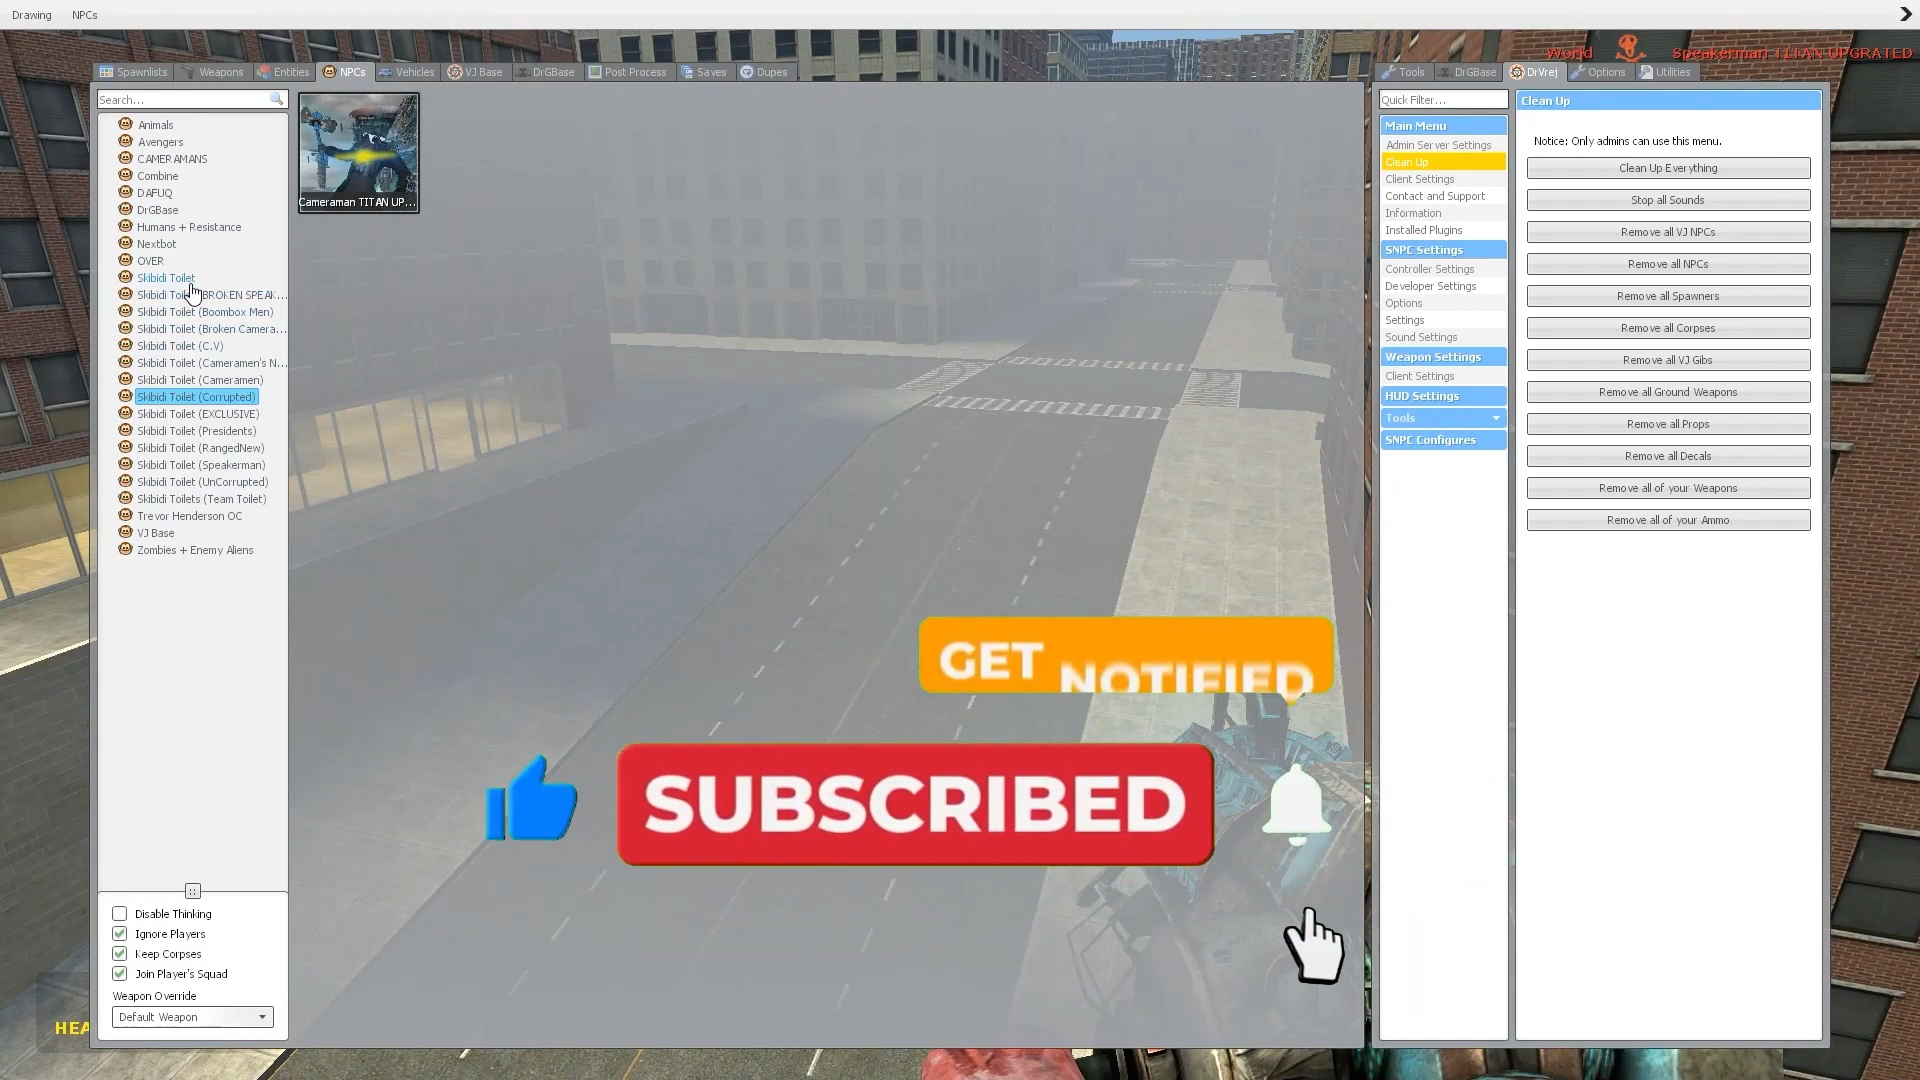 Drawing NPCs
World Speakerman TITAN UPGRATED
Spawnlists Weapons Entities NPCs Vehicles VJ Base DrGBase Post Process Saves Dupes
Tools DrGBase DrVrej Options Utilities
Search...
Animals
Avengers
CAMERAMANS
Combine
DAFUQ
DrGBase
Humans + Resistance
Nextbot
OVER
Skibidi Toilet
Skibidi Toilet (BROKEN SPEAK...
Skibidi Toilet (Boombox Men)
Skibidi Toilet (Broken Camera...
Skibidi Toilet (C.V)
Skibidi Toilet (Cameramen's N...
Skibidi Toilet (Cameramen)
Skibidi Toilet (Corrupted)
Skibidi Toilet (EXCLUSIVE)
Skibidi Toilet (Presidents)
Skibidi Toilet (RangedNew)
Skibidi Toilet (Speakerman)
Skibidi Toilet (UnCorrupted)
Skibidi Toilets (Team Toilet)
Trevor Henderson OC
VJ Base
Zombies + Enemy Aliens
Disable Thinking
Ignore Players
Keep Corpses
Join Player's Squad
Weapon Override
Default Weapon
HEA
Cameraman TITAN UP...
GET NOTIFIED
SUBSCRIBED
Quick Filter...
Main Menu
Admin Server Settings
Clean Up
Client Settings
Contact and Support
Information
Installed Plugins
SNPC Settings
Controller Settings
Developer Settings
Options
Settings
Sound Settings
Weapon Settings
Client Settings
HUD Settings
Tools
SNPC Configures
Clean Up
Notice: Only admins can use this menu.
Clean Up Everything
Stop all Sounds
Remove all VJ NPCs
Remove all NPCs
Remove all Spawners
Remove all Corpses
Remove all VJ Gibs
Remove all Ground Weapons
Remove all Props
Remove all Decals
Remove all of your Weapons
Remove all of your Ammo